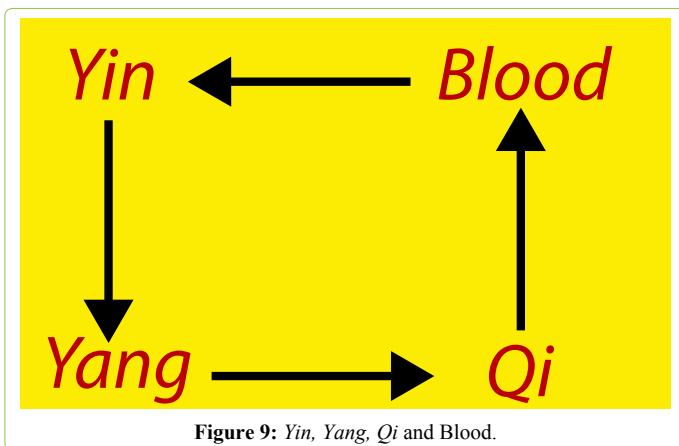 Yin Blood
Yang Qi
Figure 9: Yin, Yang, Qi and Blood.